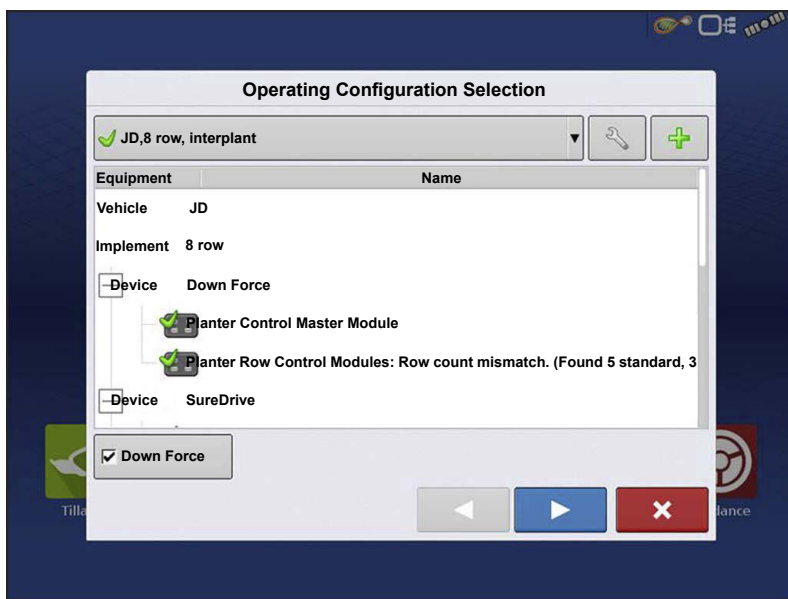 Operating Configuration Selection
JD,8 row, interplant
Equipment Name
Vehicle JD
Implement 8 row
Device Down Force
Planter Control Master Module
Planter Row Control Modules: Row count mismatch. (Found 5 standard, 3
Device SureDrive
Down Force
Tilla
dance